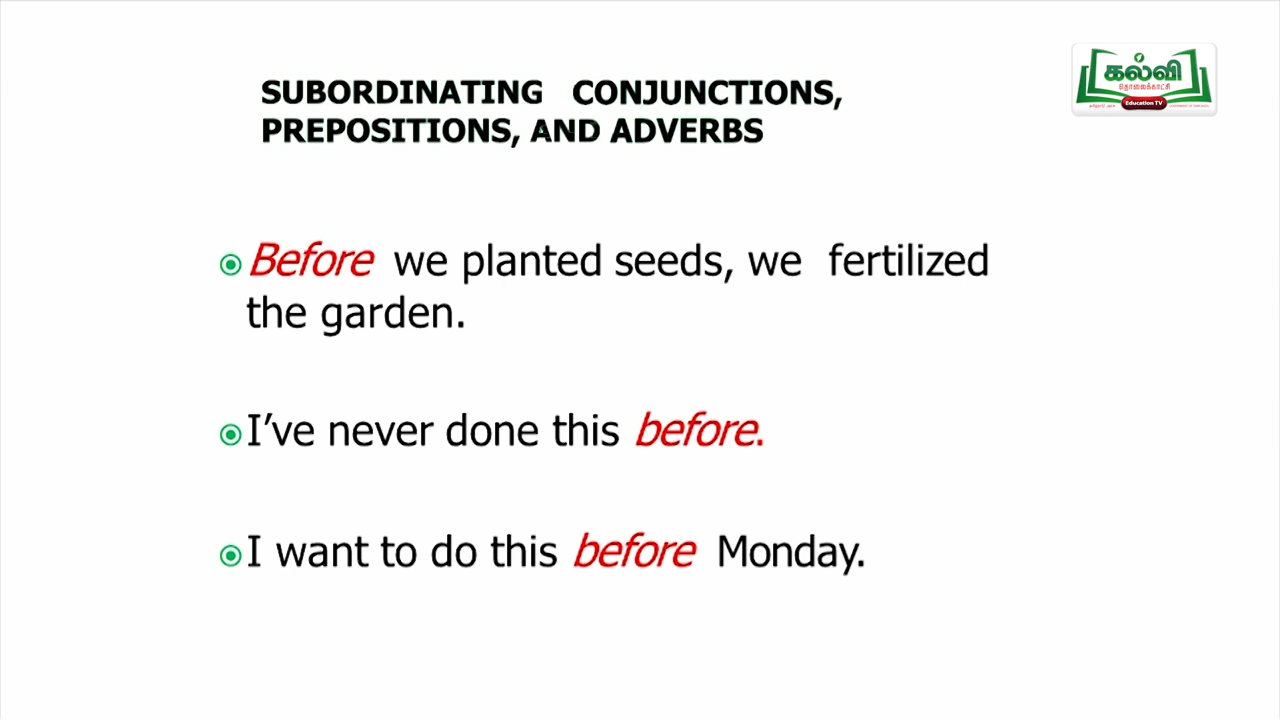 கல்வி
தொலைக்காட்சி
Education TV
SUBORDINATING CONJUNCTIONS,
PREPOSITIONS, AND ADVERBS
Before we planted seeds, we fertilized
the garden.
I’ve never done this before.
I want to do this before Monday.